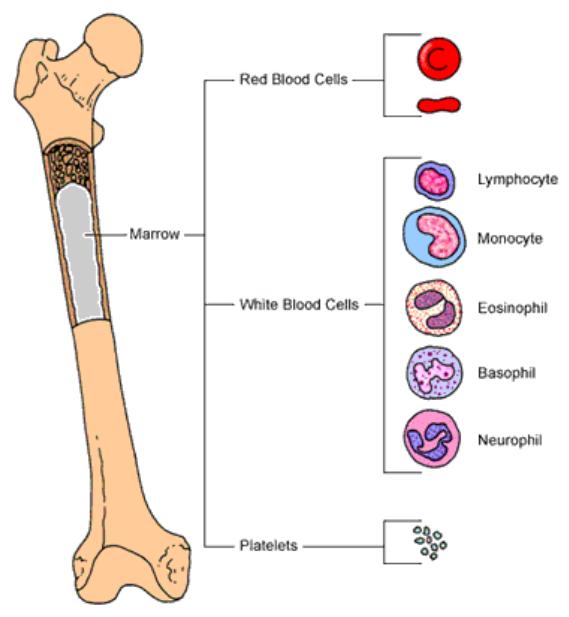 Red Blood Cells
Lymphocyte
Marrow
Monocyte
White Blood Cells
Eosinophil
Basophil
Neurophil
Platelets